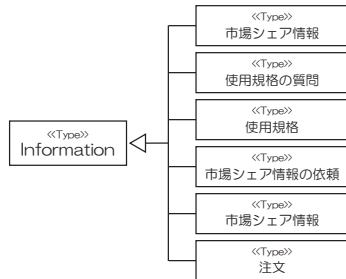 «Type»
市場シェア情報
«Type»
使用規格の質問
«Type»
使用規格
«Type»
Information
«Type»
市場シェア情報の依頼
«Type»
市場シェア情報
«Type»
注文